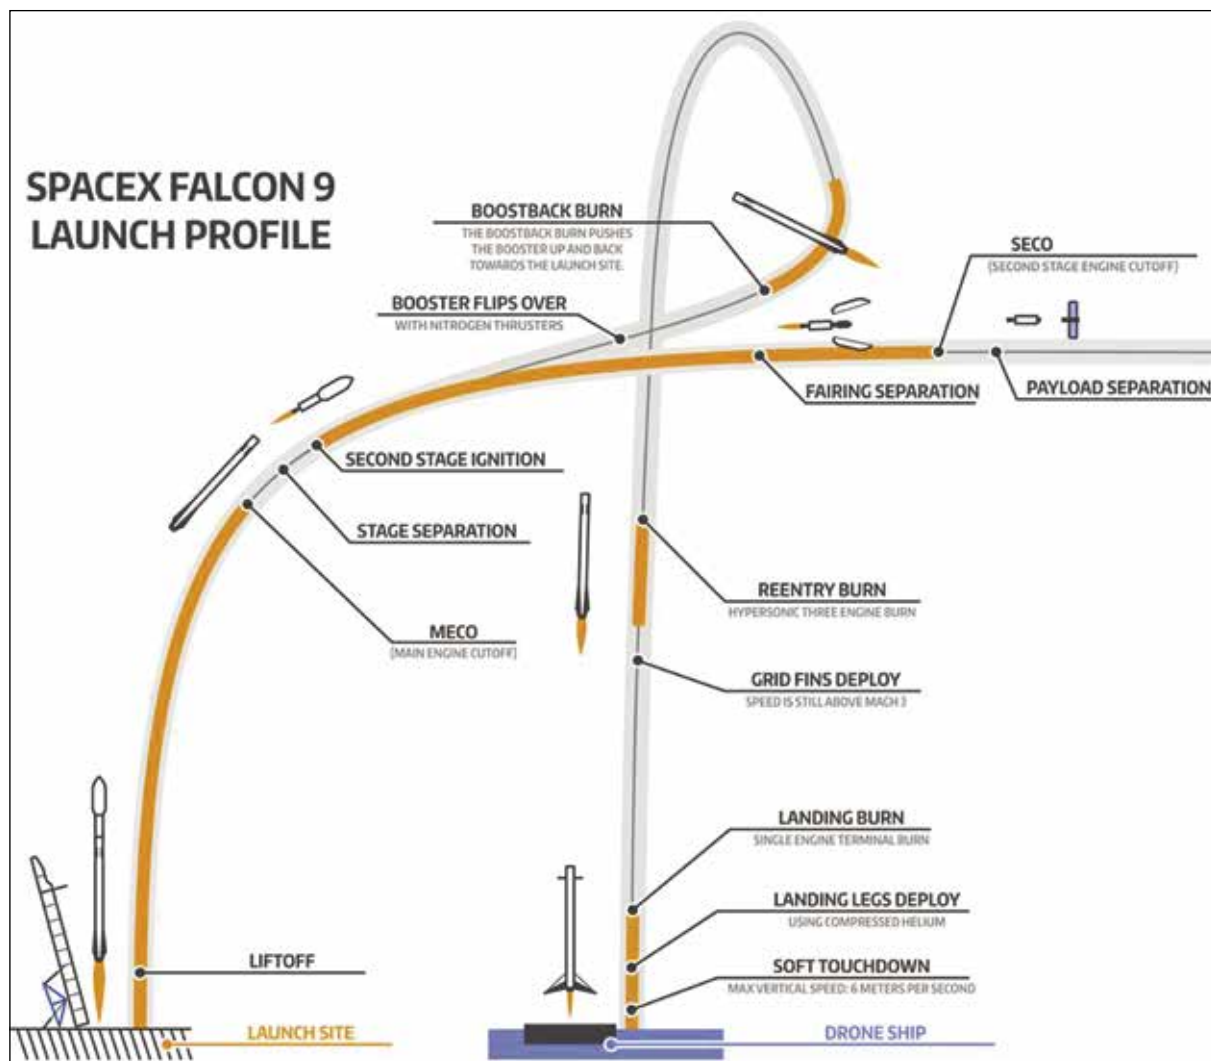 SPACEX FALCON 9
LAUNCH PROFILE
BOOSTBACK BURN
THE BOOSTBACK BURN PUSHES
THE BOOSTER UP AND BACK
TOWARDS THE LAUNCH SITE.
SECO
(SECOND STAGE ENGINE CUTOFF)
BOOSTER FLIPS OVER
WITH NITROGEN THRUSTERS
FAIRING SEPARATION
PAYLOAD SEPARATION
SECOND STAGE IGNITION
STAGE SEPARATION
REENTRY BURN
HYPERSONIC THREE ENGINE BURN
MECO
(MAIN ENGINE CUTOFF)
GRID FINS DEPLOY
SPEED IS STILL ABOVE MACH 3
LANDING BURN
SINGLE ENGINE TERMINAL BURN
LANDING LEGS DEPLOY
USING COMPRESSED HELIUM
LIFTOFF
SOFT TOUCHDOWN
MAX VERTICAL SPEED: 6 METERS PER SECOND
LAUNCH SITE
DRONE SHIP